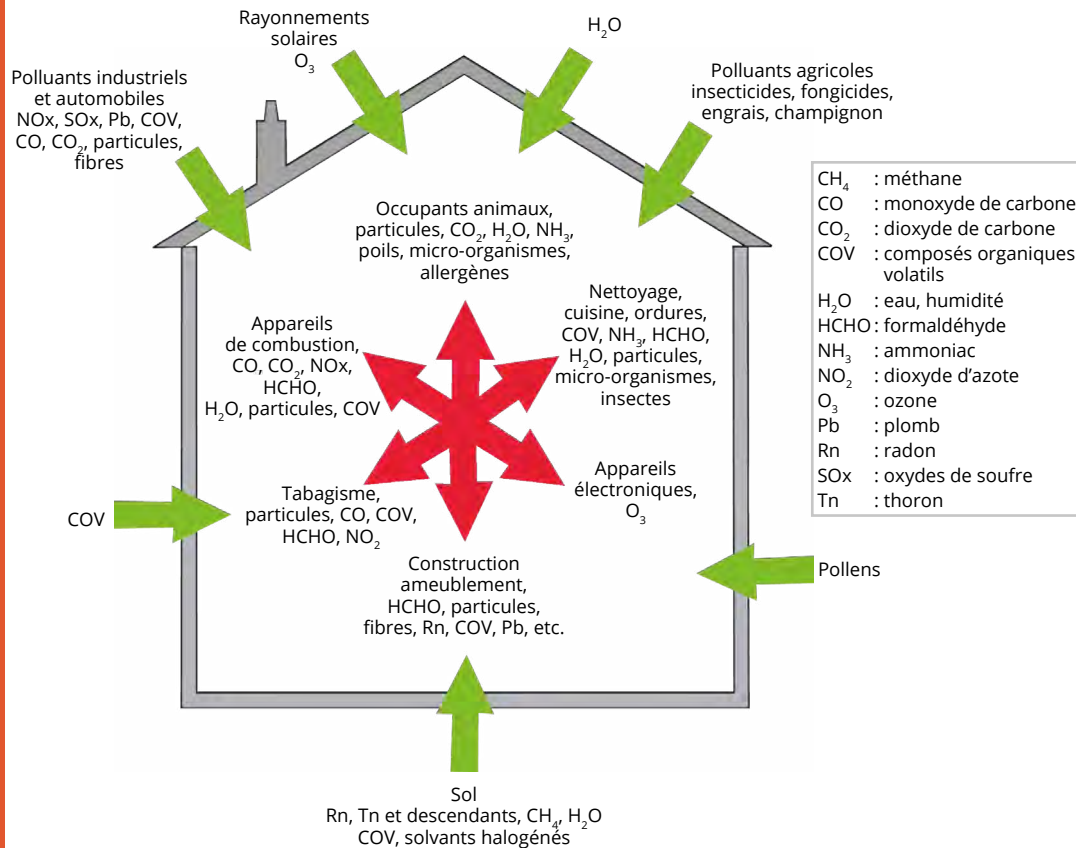 Rayonnements
solaires
O₃
H₂O
Polluants industriels
et automobiles
NOx, SOx, Pb, COV,
CO, CO₂, particules,
fibres
Polluants agricoles
insecticides, fongicides,
engrais, champignon
Occupants animaux,
particules, CO₂, H₂O, NH₃,
poils, micro-organismes,
allergènes
Appareils
de combustion,
CO, CO₂, NOx,
HCHO,
H₂O, particules, COV
Nettoyage,
cuisine, ordures,
COV, NH₃, HCHO,
H₂O, particules,
micro-organismes,
insectes
Tabagisme,
particules, CO, COV,
HCHO, NO₂
Appareils
électroniques,
O₃
Construction
ameublement,
HCHO, particules,
fibres, Rn, COV, Pb, etc.
COV
Pollens
Sol
Rn, Tn et descendants, CH₄, H₂O
COV, solvants halogénés
CH₄ : méthane
CO : monoxyde de carbone
CO₂ : dioxyde de carbone
COV : composés organiques
volatils
H₂O : eau, humidité
HCHO : formaldéhyde
NH₃ : ammoniac
NO₂ : dioxyde d'azote
O₃ : ozone
Pb : plomb
Rn : radon
SOx : oxydes de soufre
Tn : thoron